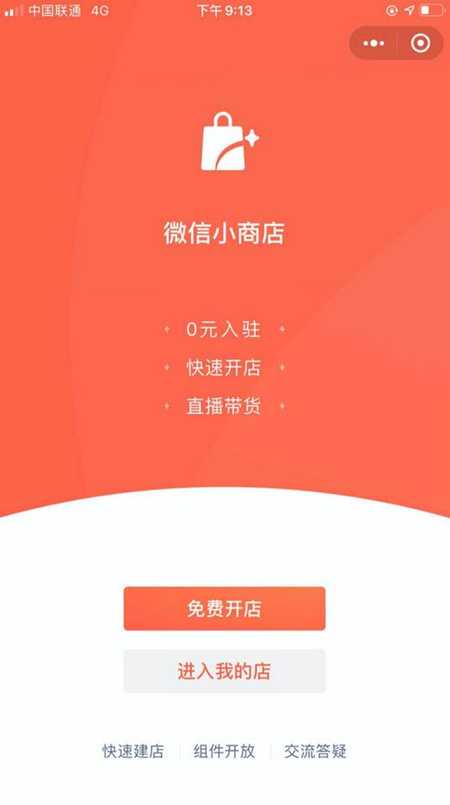 中国联通 4G 下午9:13
微信小商店
0元入驻
快速开店
直播带货
免费开店
进入我的店
快速建店 组件开放 交流答疑